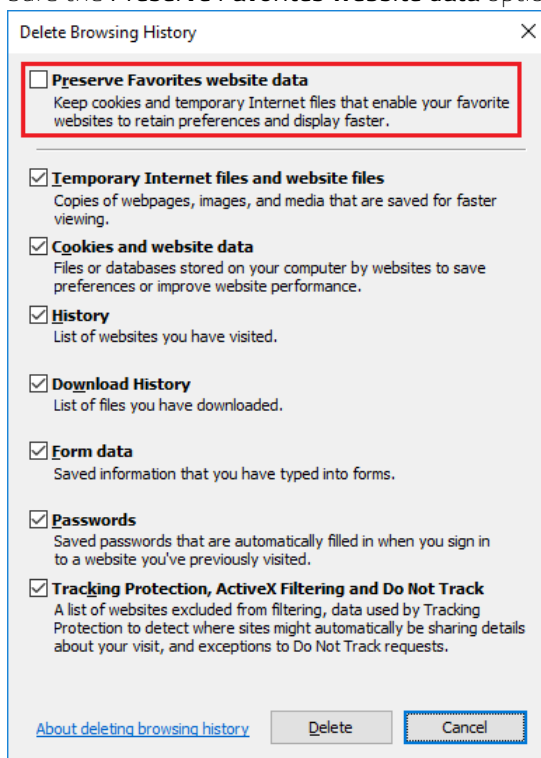 Delete Browsing History
Preserve Favorites website data
Keep cookies and temporary Internet files that enable your favorite
websites to retain preferences and display faster.
Temporary Internet files and website files
Copies of webpages, images, and media that are saved for faster
viewing.
Cookies and website data
Files or databases stored on your computer by websites to save
preferences or improve website performance.
History
List of websites you have visited.
Download History
List of files you have downloaded.
Form data
Saved information that you have typed into forms.
Passwords
Saved passwords that are automatically filled in when you sign in
to a website you've previously visited.
Tracking Protection, ActiveX Filtering and Do Not Track
A list of websites excluded from filtering, data used by Tracking
Protection to detect where sites might automatically be sharing details
about your visit, and exceptions to Do Not Track requests.
About deleting browsing history Delete Cancel